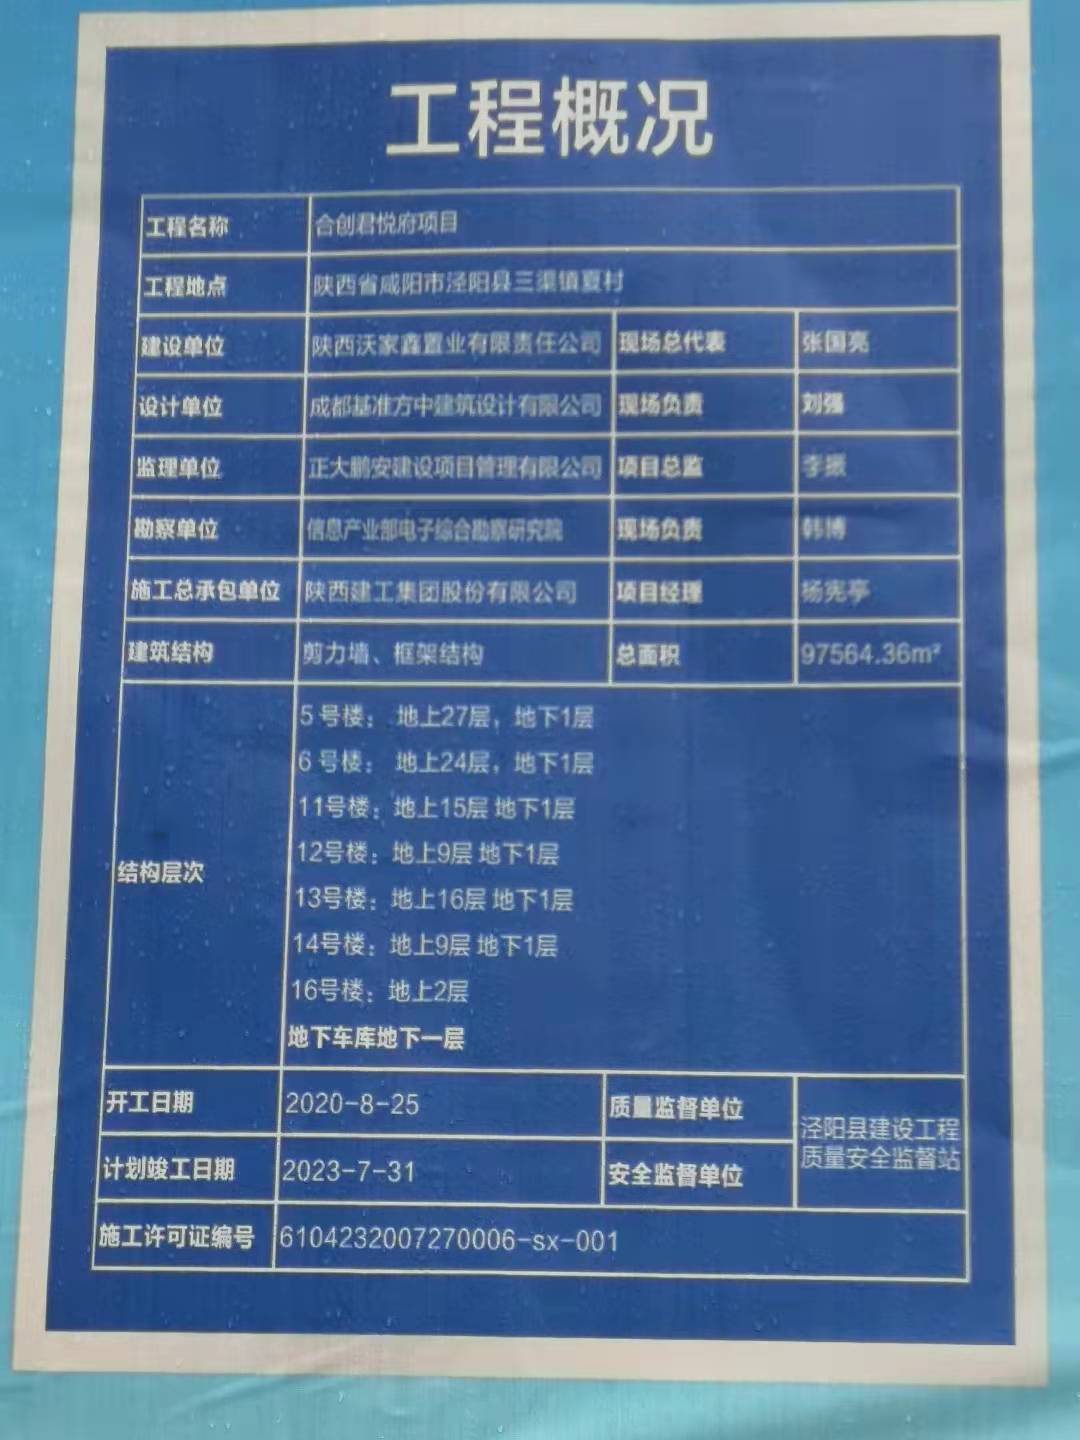 工程概况
工程名称 合创君悦府项目
工程地点 陕西省咸阳市泾阳县三渠镇夏村
建设单位 陕西沃家鑫置业有限责任公司 现场总代表 张国亮
设计单位 成都基准方中建筑设计有限公司 现场负责 刘强
监理单位 正大鹏安建设项目管理有限公司 项目总监 李振
勘察单位 信息产业部电子综合勘察研究院 现场负责 韩博
施工总承包单位 陕西建工集团股份有限公司 项目经理 杨宪亭
建筑结构 剪力墙、框架结构 总面积 97564.36m²
结构层次
5号楼： 地上27层，地下1层
6号楼： 地上24层，地下1层
11号楼：地上15层 地下1层
12号楼：地上9层 地下1层
13号楼：地上16层 地下1层
14号楼：地上9层 地下1层
16号楼：地上2层
地下车库地下一层
开工日期 2020-8-25 质量监督单位
泾阳县建设工程
质量安全监督站
计划竣工日期 2023-7-31 安全监督单位
施工许可证编号 6104232007270006-sx-001